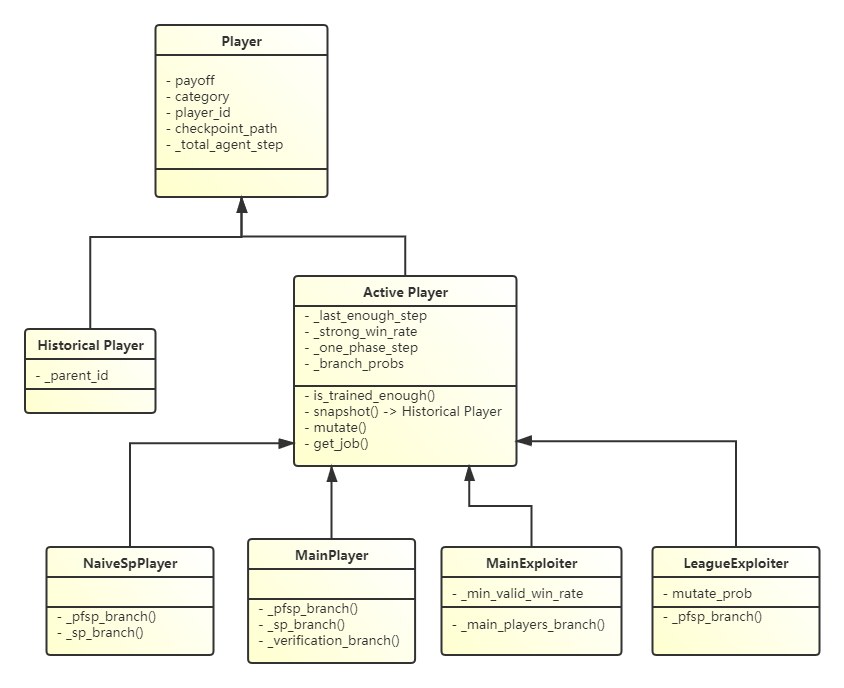 Player
- payoff
- category
- player_id
- checkpoint_path
- _total_agent_step
Active Player
- _last_enough_step
- _strong_win_rate
- _one_phase_step
- _branch_probs
- is_trained_enough()
- snapshot() -> Historical Player
- mutate()
- get_job()
Historical Player
- _parent_id
NaiveSpPlayer
- _pfsp_branch()
- _sp_branch()
MainPlayer
- _pfsp_branch()
- _sp_branch()
- _verification_branch()
MainExploiter
- _min_valid_win_rate
- _main_players_branch()
LeagueExploiter
- mutate_prob
- _pfsp_branch()